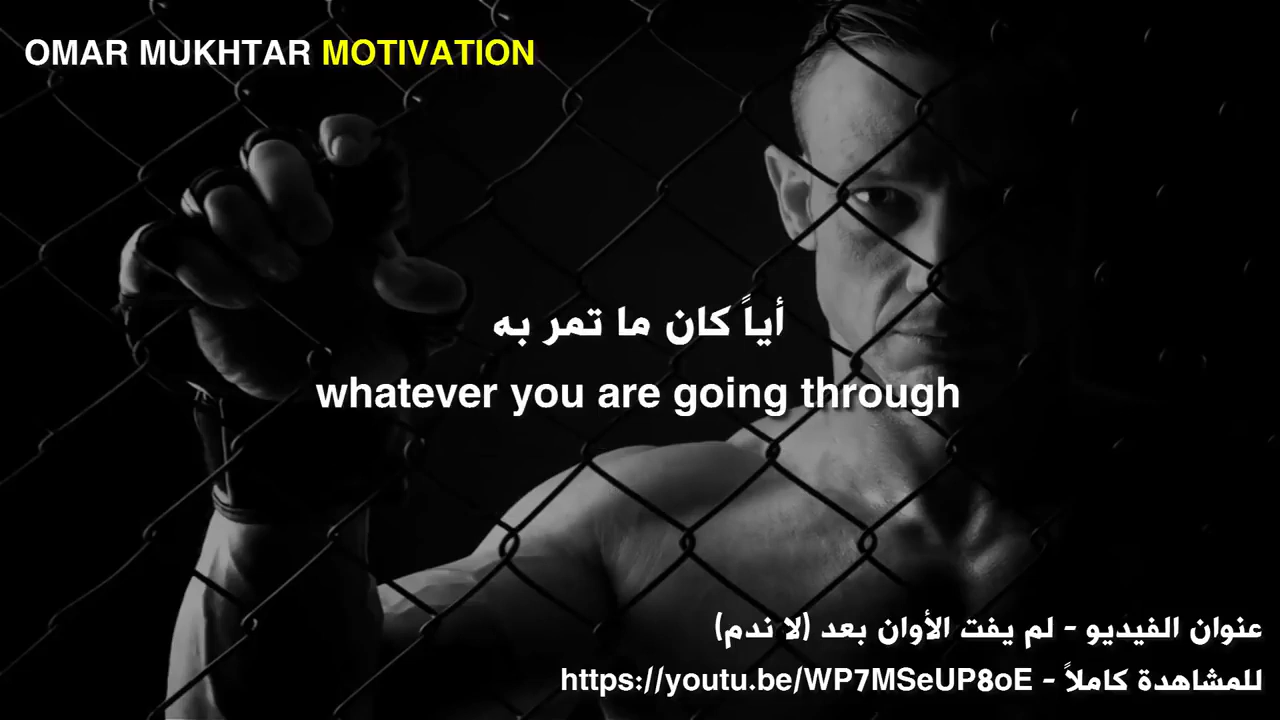 OMAR MUKHTAR MOTIVATION
أياً كان ما تمر به
whatever you are going through
عنوان الفيديو - لم يفت الأوان بعد (لا ندم)
للمشاهدة كاملاً - https://youtu.be/WP7MSeUP8oE